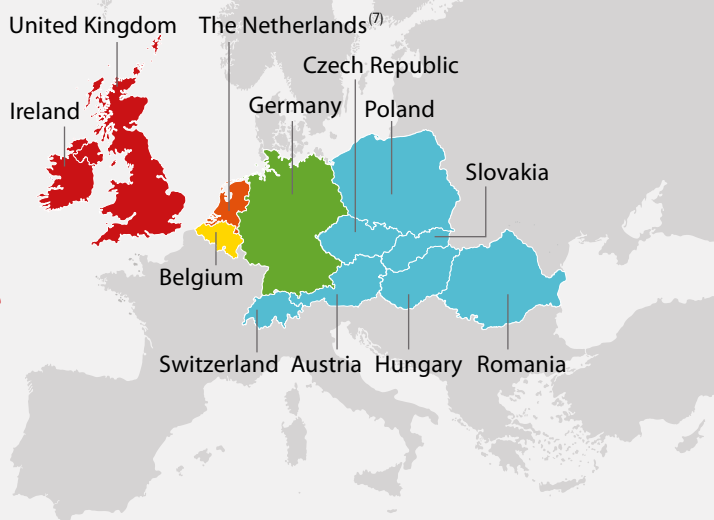 United Kingdom
The Netherlands(7)
Czech Republic
Ireland
Germany
Poland
Slovakia
Belgium
Switzerland
Austria
Hungary
Romania